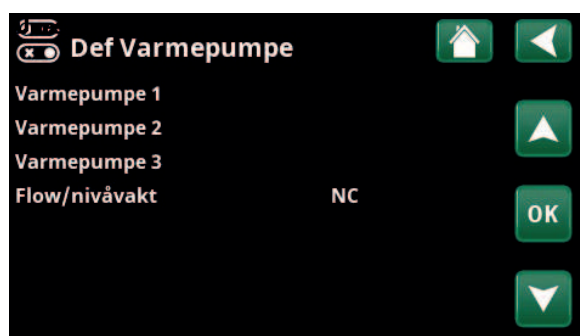 Def Varmepumpe
Varmepumpe 1
Varmepumpe 2
Varmepumpe 3
Flow/nivåvakt NC
OK